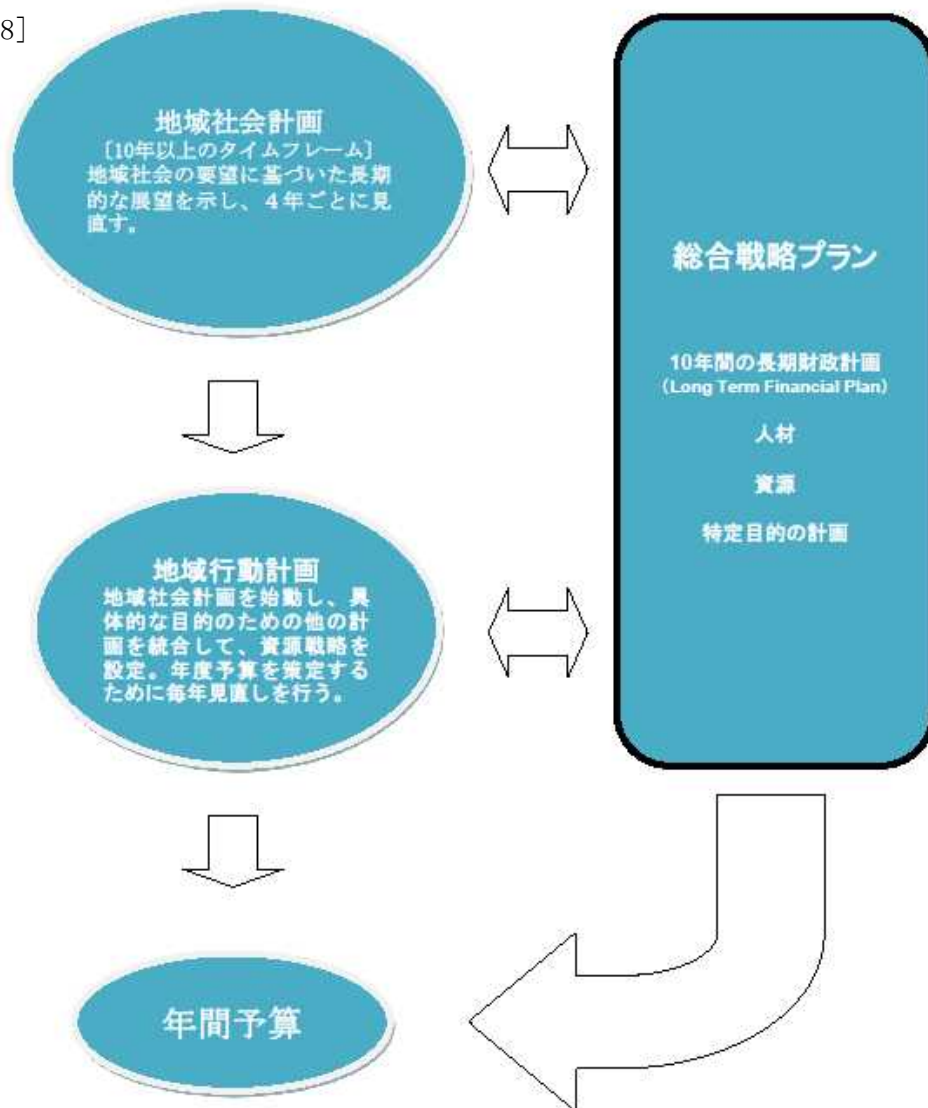 8]
地域社会計画
〔10年以上のタイムフレーム〕
地域社会の要望に基づいた長期
的な展望を示し、４年ごとに見
直す。
総合戦略プラン
10年間の長期財政計画
（Long Term Financial Plan）
人材
資源
特定目的の計画
地域行動計画
地域社会計画を始動し、具
体的な目的のための他の計
画を統合して、資源戦略を
設定。年度予算を策定する
ために毎年見直しを行う。
年間予算